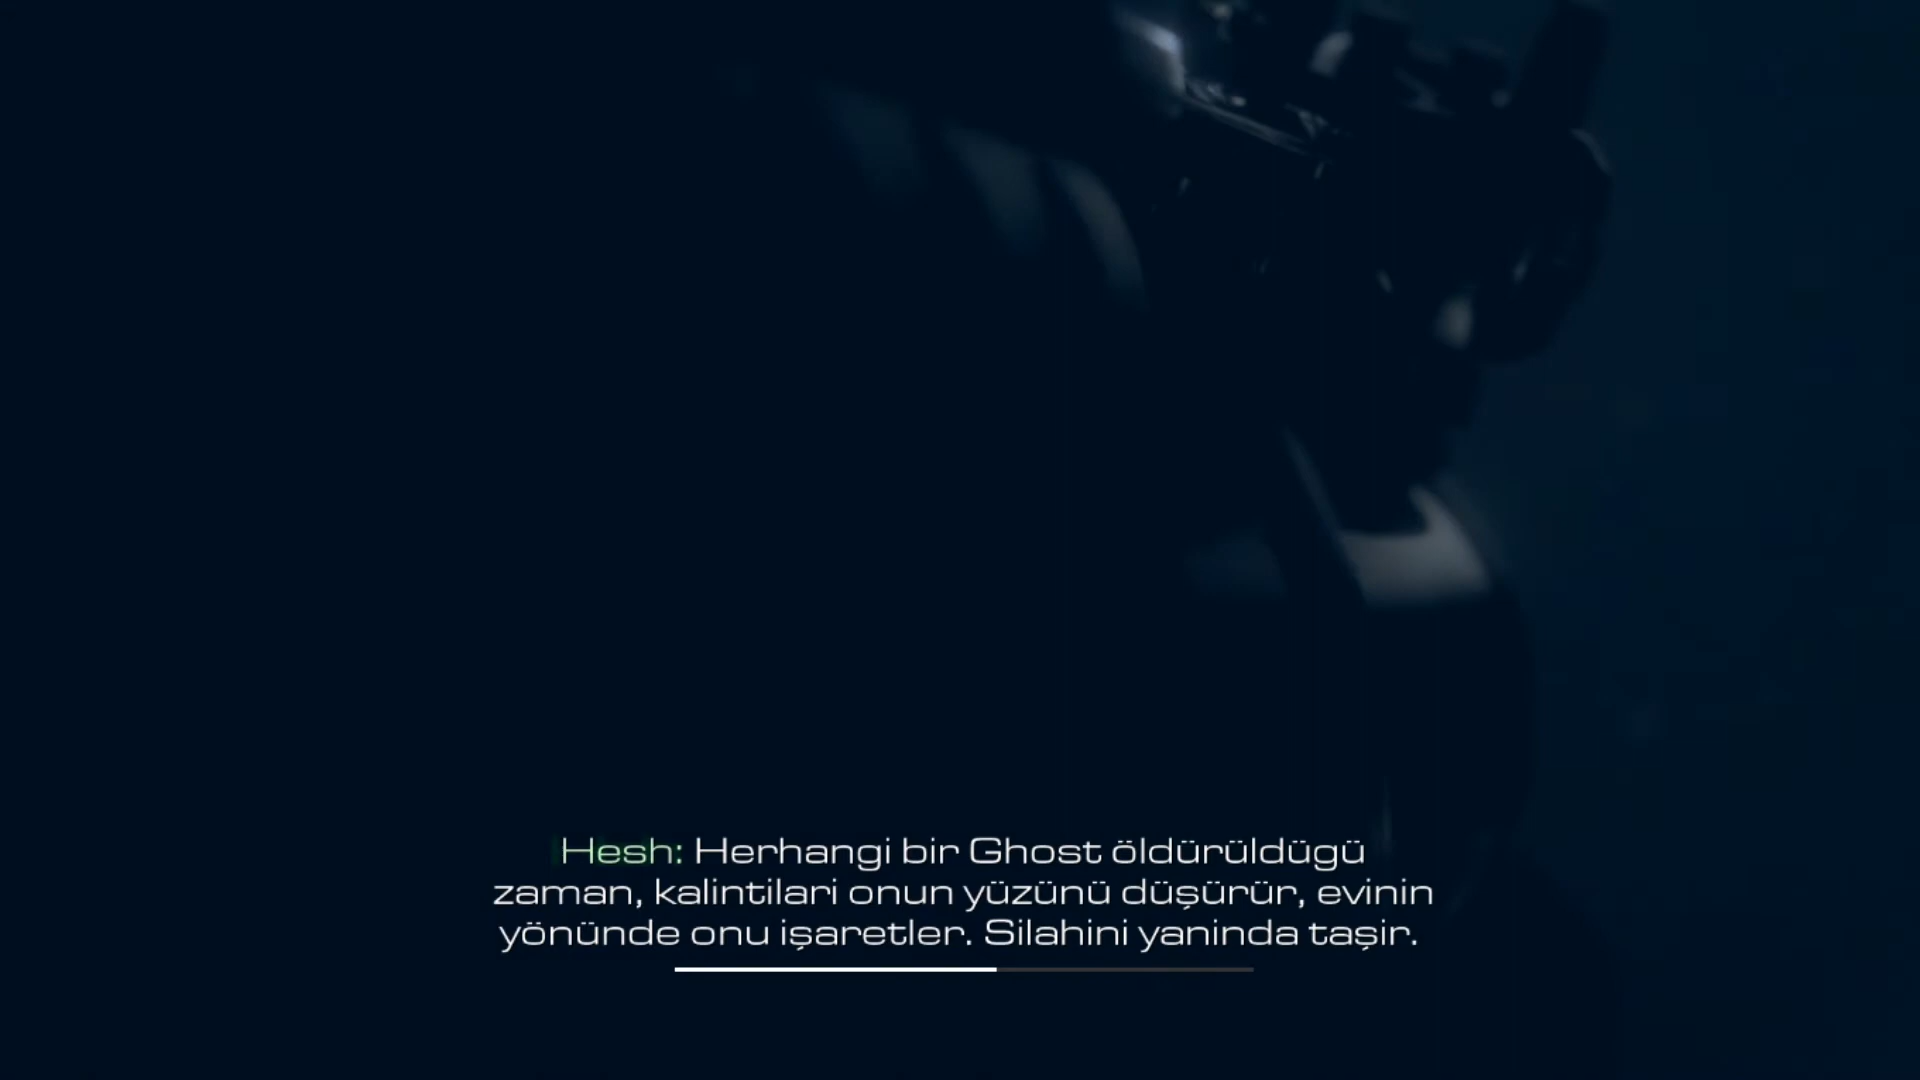 Hesh: Herhangi bir Ghost öldürüldügü
zaman, kalintilari onun yüzünü düşürür, evinin
yönünde onu işaretler. Silahini yaninda taşir.